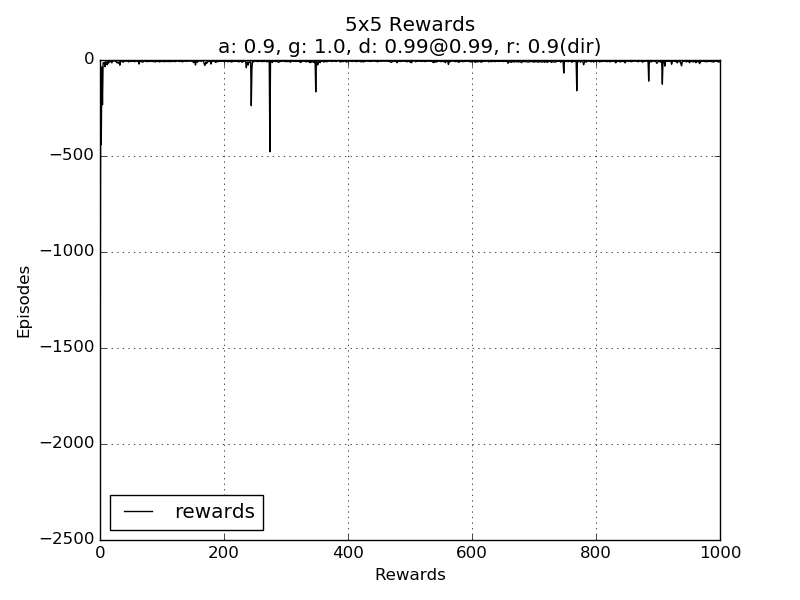 5x5 Rewards
a: 0.9, g: 1.0, d: 0.99@0.99, r: 0.9(dir)
0
−500
−1000
−1500
−2000
−2500
Episodes
rewards
0 200 400 600 800 1000
Rewards